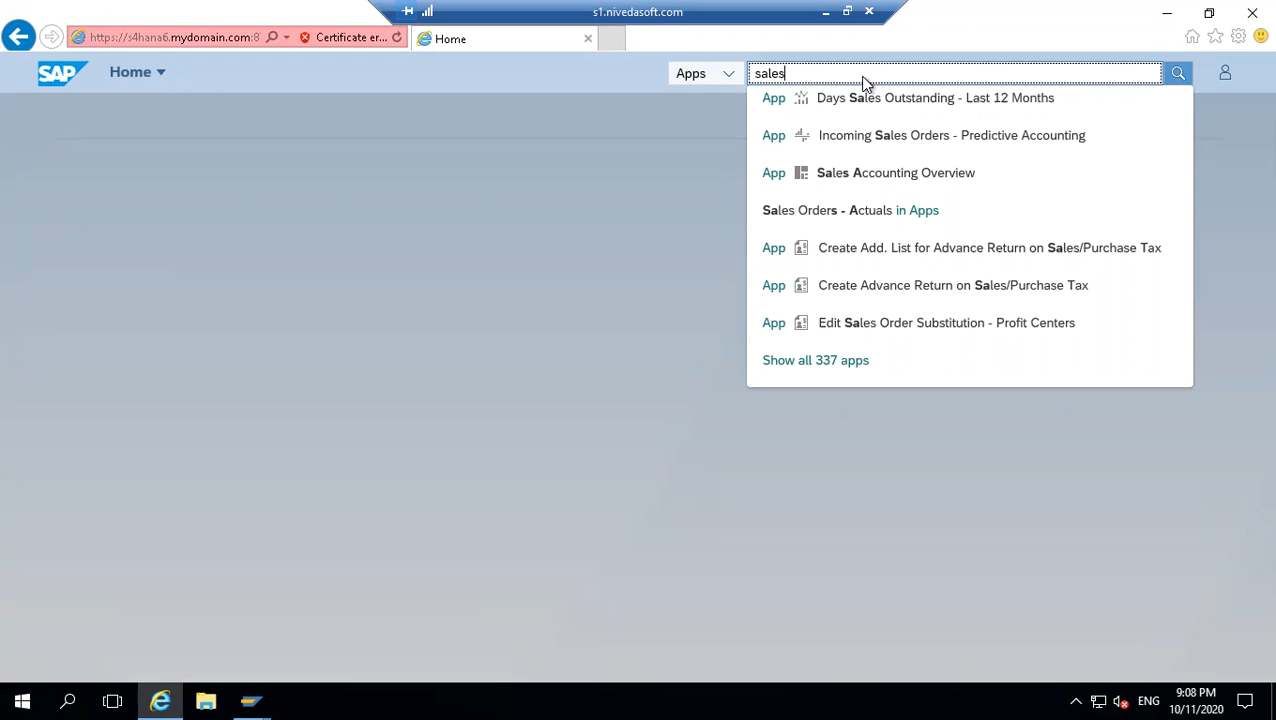 s1.nivedasoft.com
https://s4hana6.mydomain.com:8
Certificate er...
Home
SAP
Home
Apps
sales
App Days Sales Outstanding - Last 12 Months
App Incoming Sales Orders - Predictive Accounting
App Sales Accounting Overview
Sales Orders - Actuals in Apps
App Create Add. List for Advance Return on Sales/Purchase Tax
App Create Advance Return on Sales/Purchase Tax
App Edit Sales Order Substitution - Profit Centers
Show all 337 apps
ENG
9:08 PM
10/11/2020